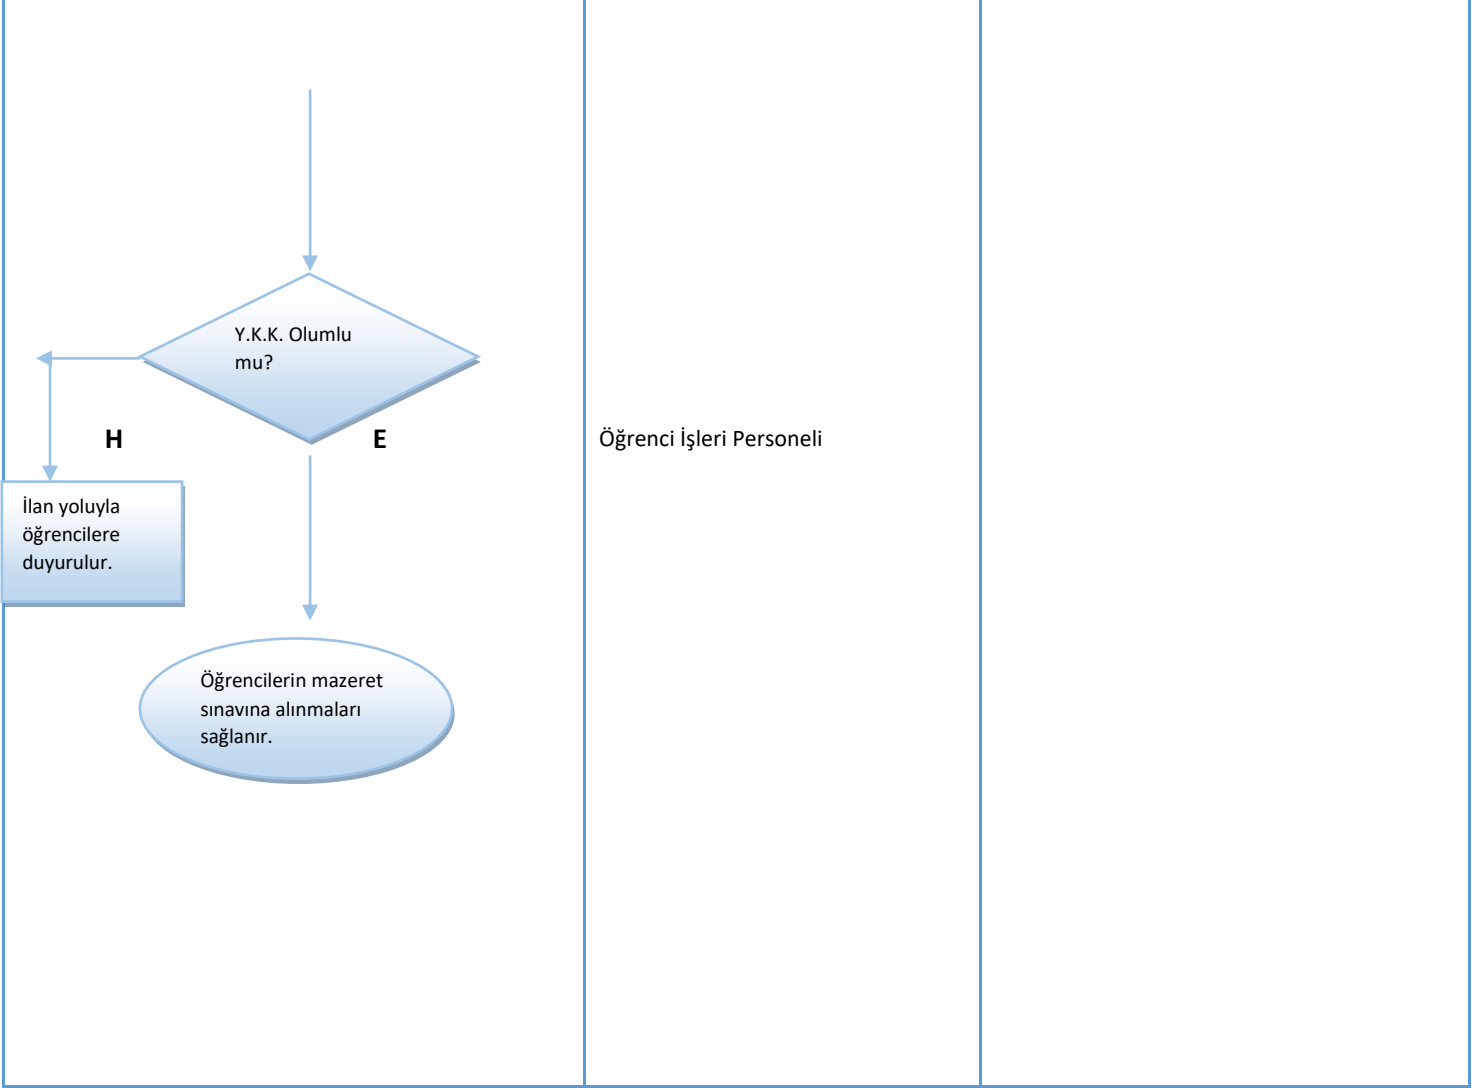 Y.K.K. Olumlu
mu?
H
E
Öğrenci İşleri Personeli
İlan yoluyla
öğrencilere
duyurulur.
Öğrencilerin mazeret
sınavına alınmaları
sağlanır.